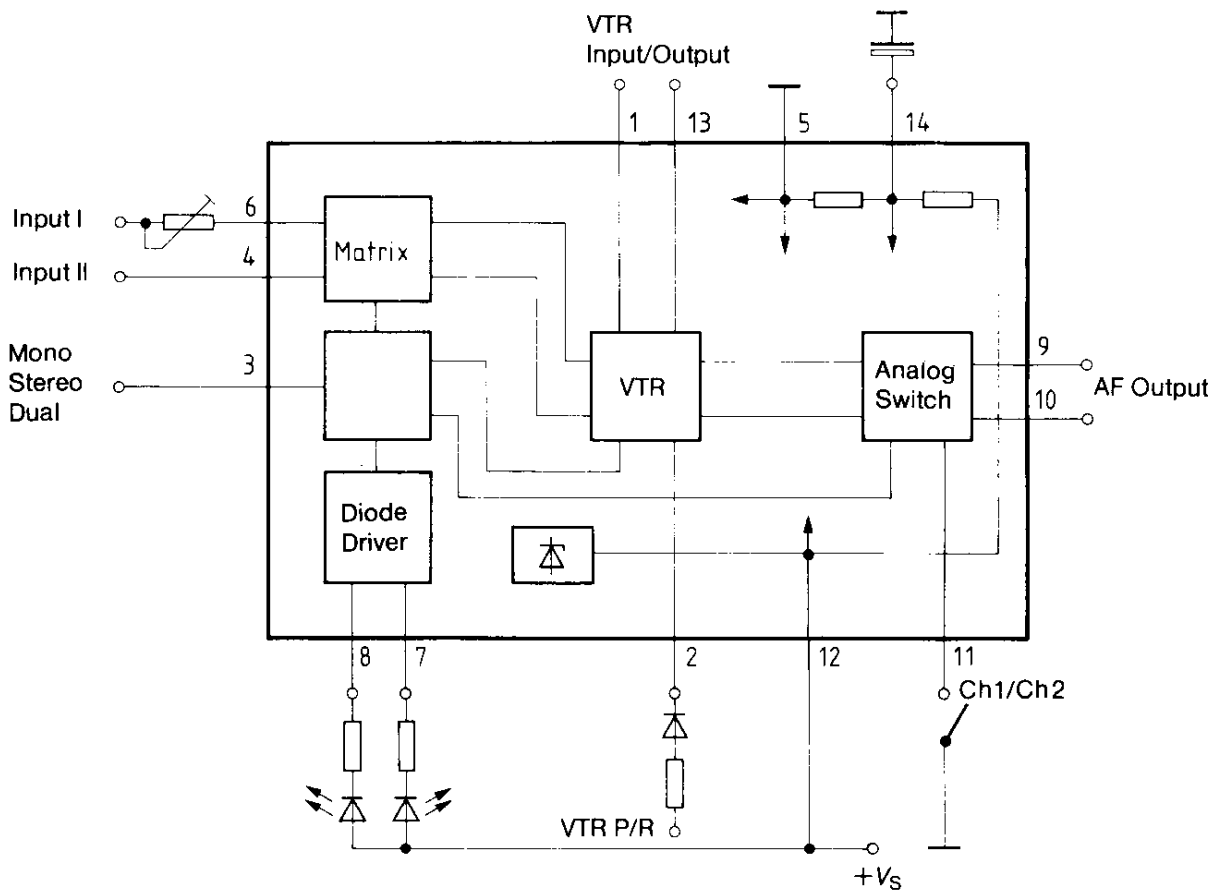 VTR
Input/Output
1
13
5
14
Input I
6
Input II
4
Matrix
Mono
Stereo
Dual
3
VTR
Analog
Switch
9
AF Output
10
Diode
Driver
8
7
2
12
11
Ch1/Ch2
VTR P/R
+VS